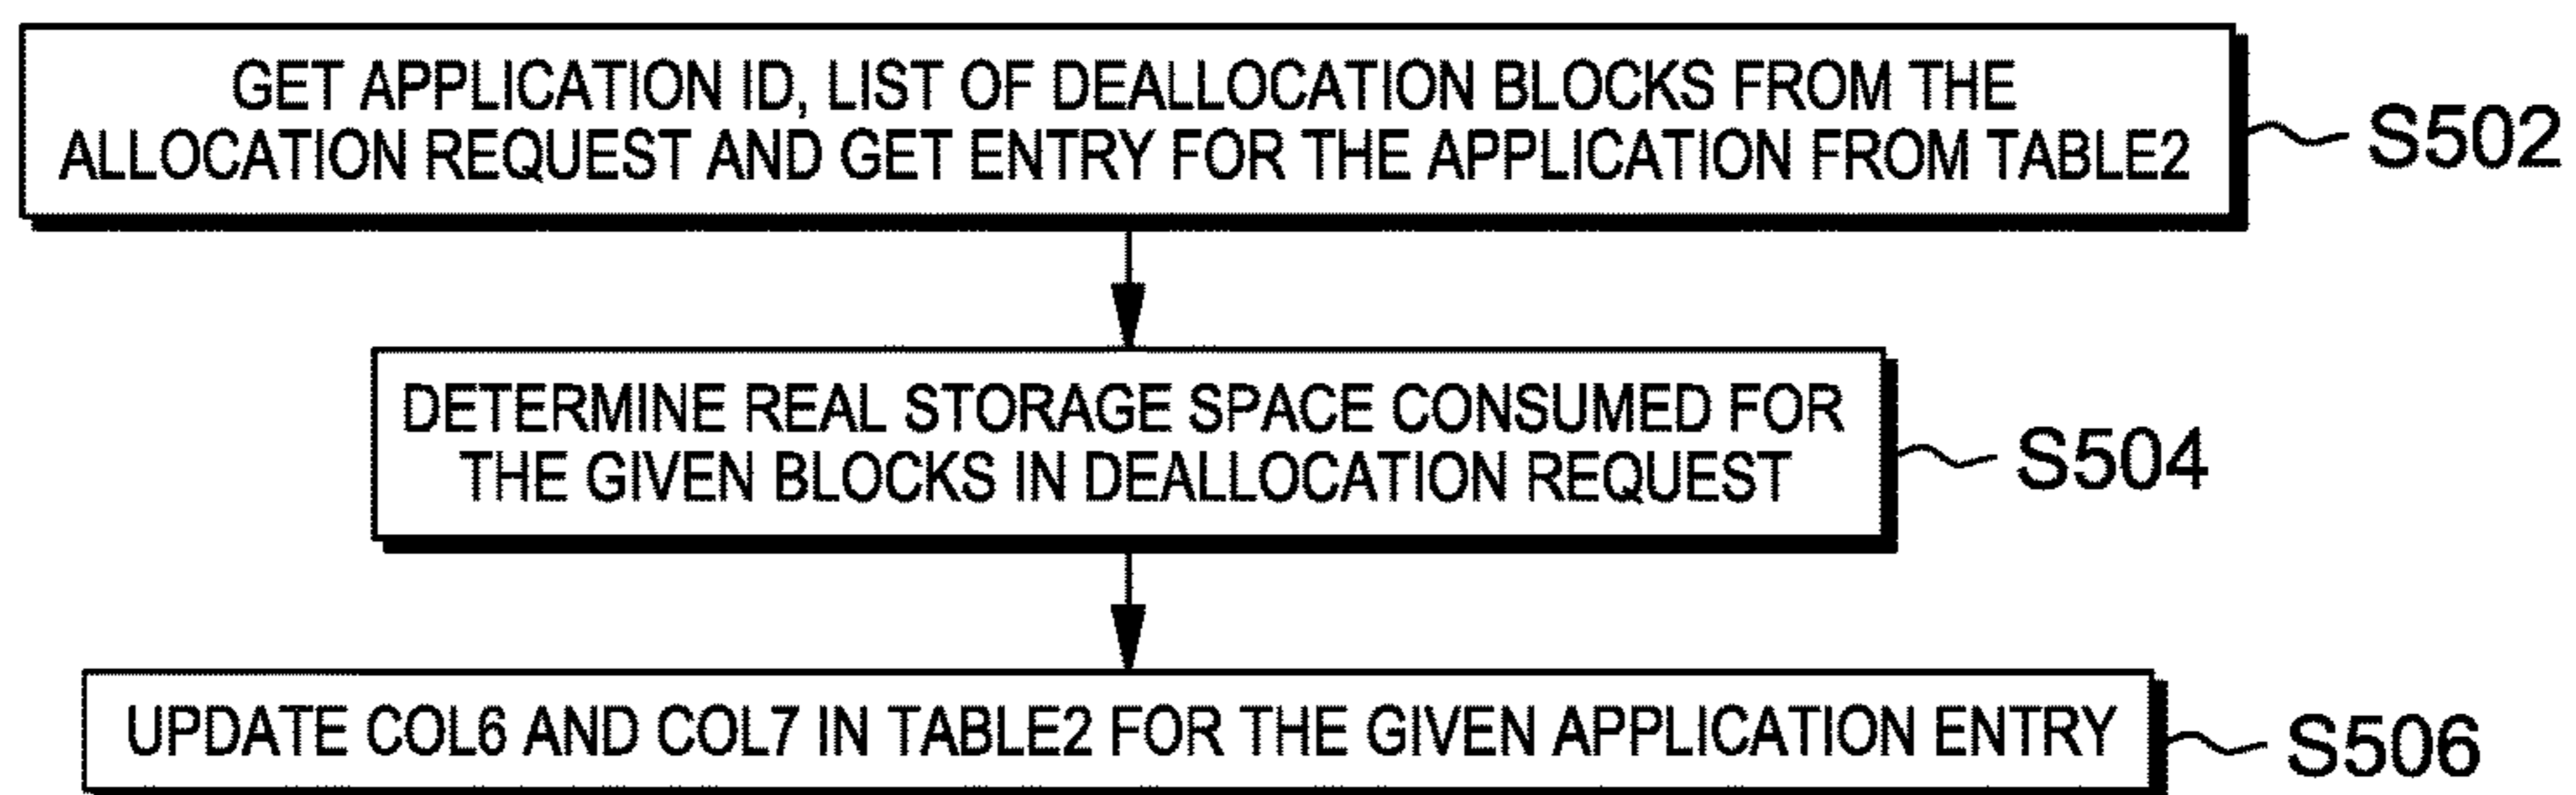 GET APPLICATION ID, LIST OF DEALLOCATION BLOCKS FROM THE
ALLOCATION REQUEST AND GET ENTRY FOR THE APPLICATION FROM TABLE2
S502
DETERMINE REAL STORAGE SPACE CONSUMED FOR
THE GIVEN BLOCKS IN DEALLOCATION REQUEST
S504
UPDATE COL6 AND COL7 IN TABLE2 FOR THE GIVEN APPLICATION ENTRY
S506